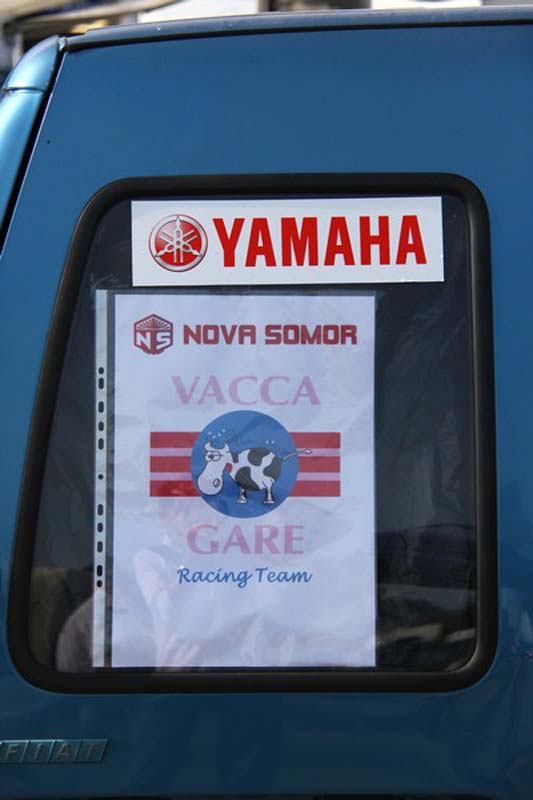 YAMAHA
NS NOVA SOMOR
VACCA
GARE
Racing Team
FIAT